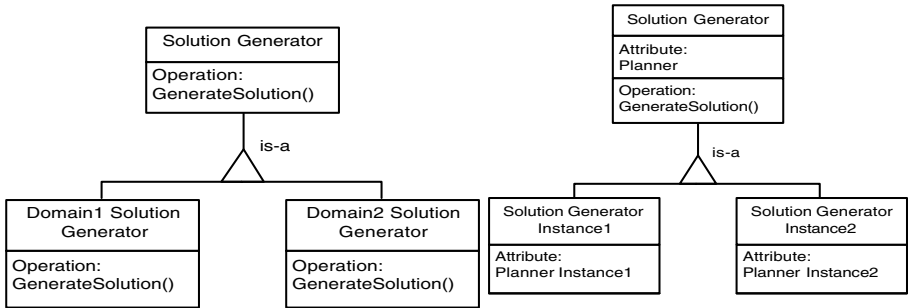 Solution Generator
Operation:
GenerateSolution()
is-a
Domain1 Solution
Generator
Operation:
GenerateSolution()
Domain2 Solution
Generator
Operation:
GenerateSolution()
Solution Generator
Attribute:
Planner
Operation:
GenerateSolution()
is-a
Solution Generator
Instance1
Attribute:
Planner Instance1
Solution Generator
Instance2
Attribute:
Planner Instance2